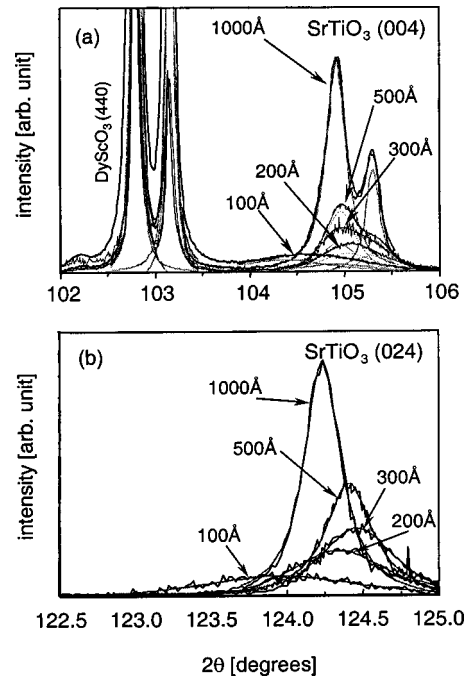 (a)
1000Å
SrTiO₃ (004)
500Å
300Å
200Å
100Å
DyScO₃ (440)
intensity [arb. unit]
102 103 104 105 106
(b)
SrTiO₃ (024)
1000Å
500Å
300Å
200Å
100Å
intensity [arb. unit]
122.5 123.0 123.5 124.0 124.5 125.0
2θ [degrees]